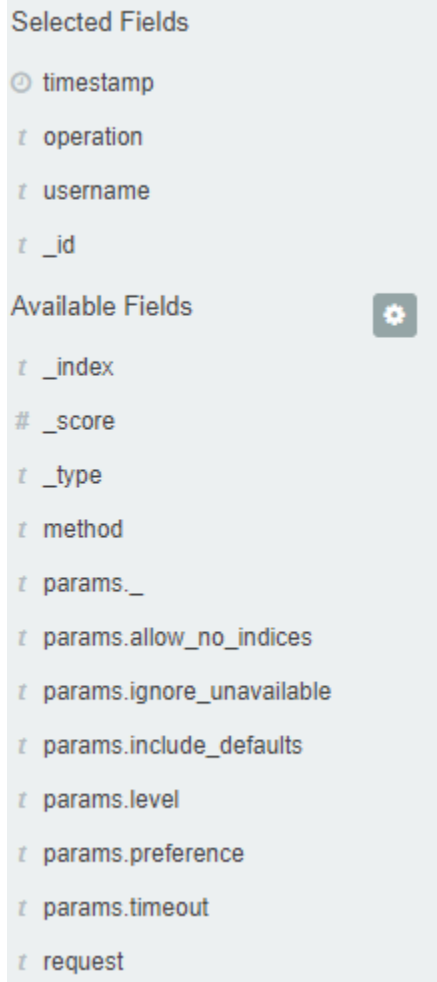 Selected Fields
timestamp
t operation
t username
t _id
Available Fields
t _index
# _score
t _type
t method
t params._
t params.allow_no_indices
t params.ignore_unavailable
t params.include_defaults
t params.level
t params.preference
t params.timeout
t request